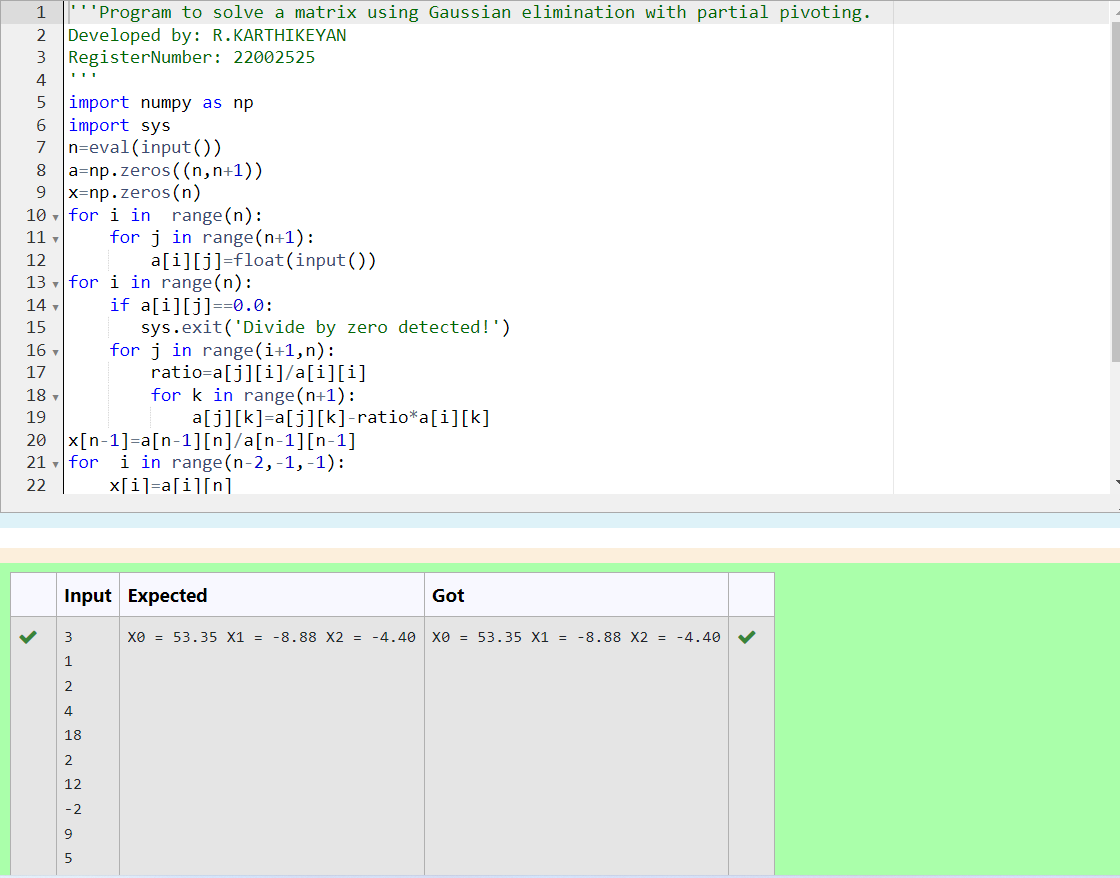 1 '''Program to solve a matrix using Gaussian elimination with partial pivoting.
2 Developed by: R.KARTHIKEYAN
3 RegisterNumber: 22002525
4 '''
5 import numpy as np
6 import sys
7 n=eval(input())
8 a=np.zeros((n,n+1))
9 x=np.zeros(n)
10 for i in  range(n):
11     for j in range(n+1):
12         a[i][j]=float(input())
13 for i in range(n):
14     if a[i][j]==0.0:
15        sys.exit('Divide by zero detected!')
16     for j in range(i+1,n):
17         ratio=a[j][i]/a[i][i]
18         for k in range(n+1):
19             a[j][k]=a[j][k]-ratio*a[i][k]
20 x[n-1]=a[n-1][n]/a[n-1][n-1]
21 for  i in range(n-2,-1,-1):
22     x[i]=a[i][n]
Input Expected Got
3 X0 = 53.35 X1 = -8.88 X2 = -4.40 X0 = 53.35 X1 = -8.88 X2 = -4.40
1
2
4
18
2
12
-2
9
5